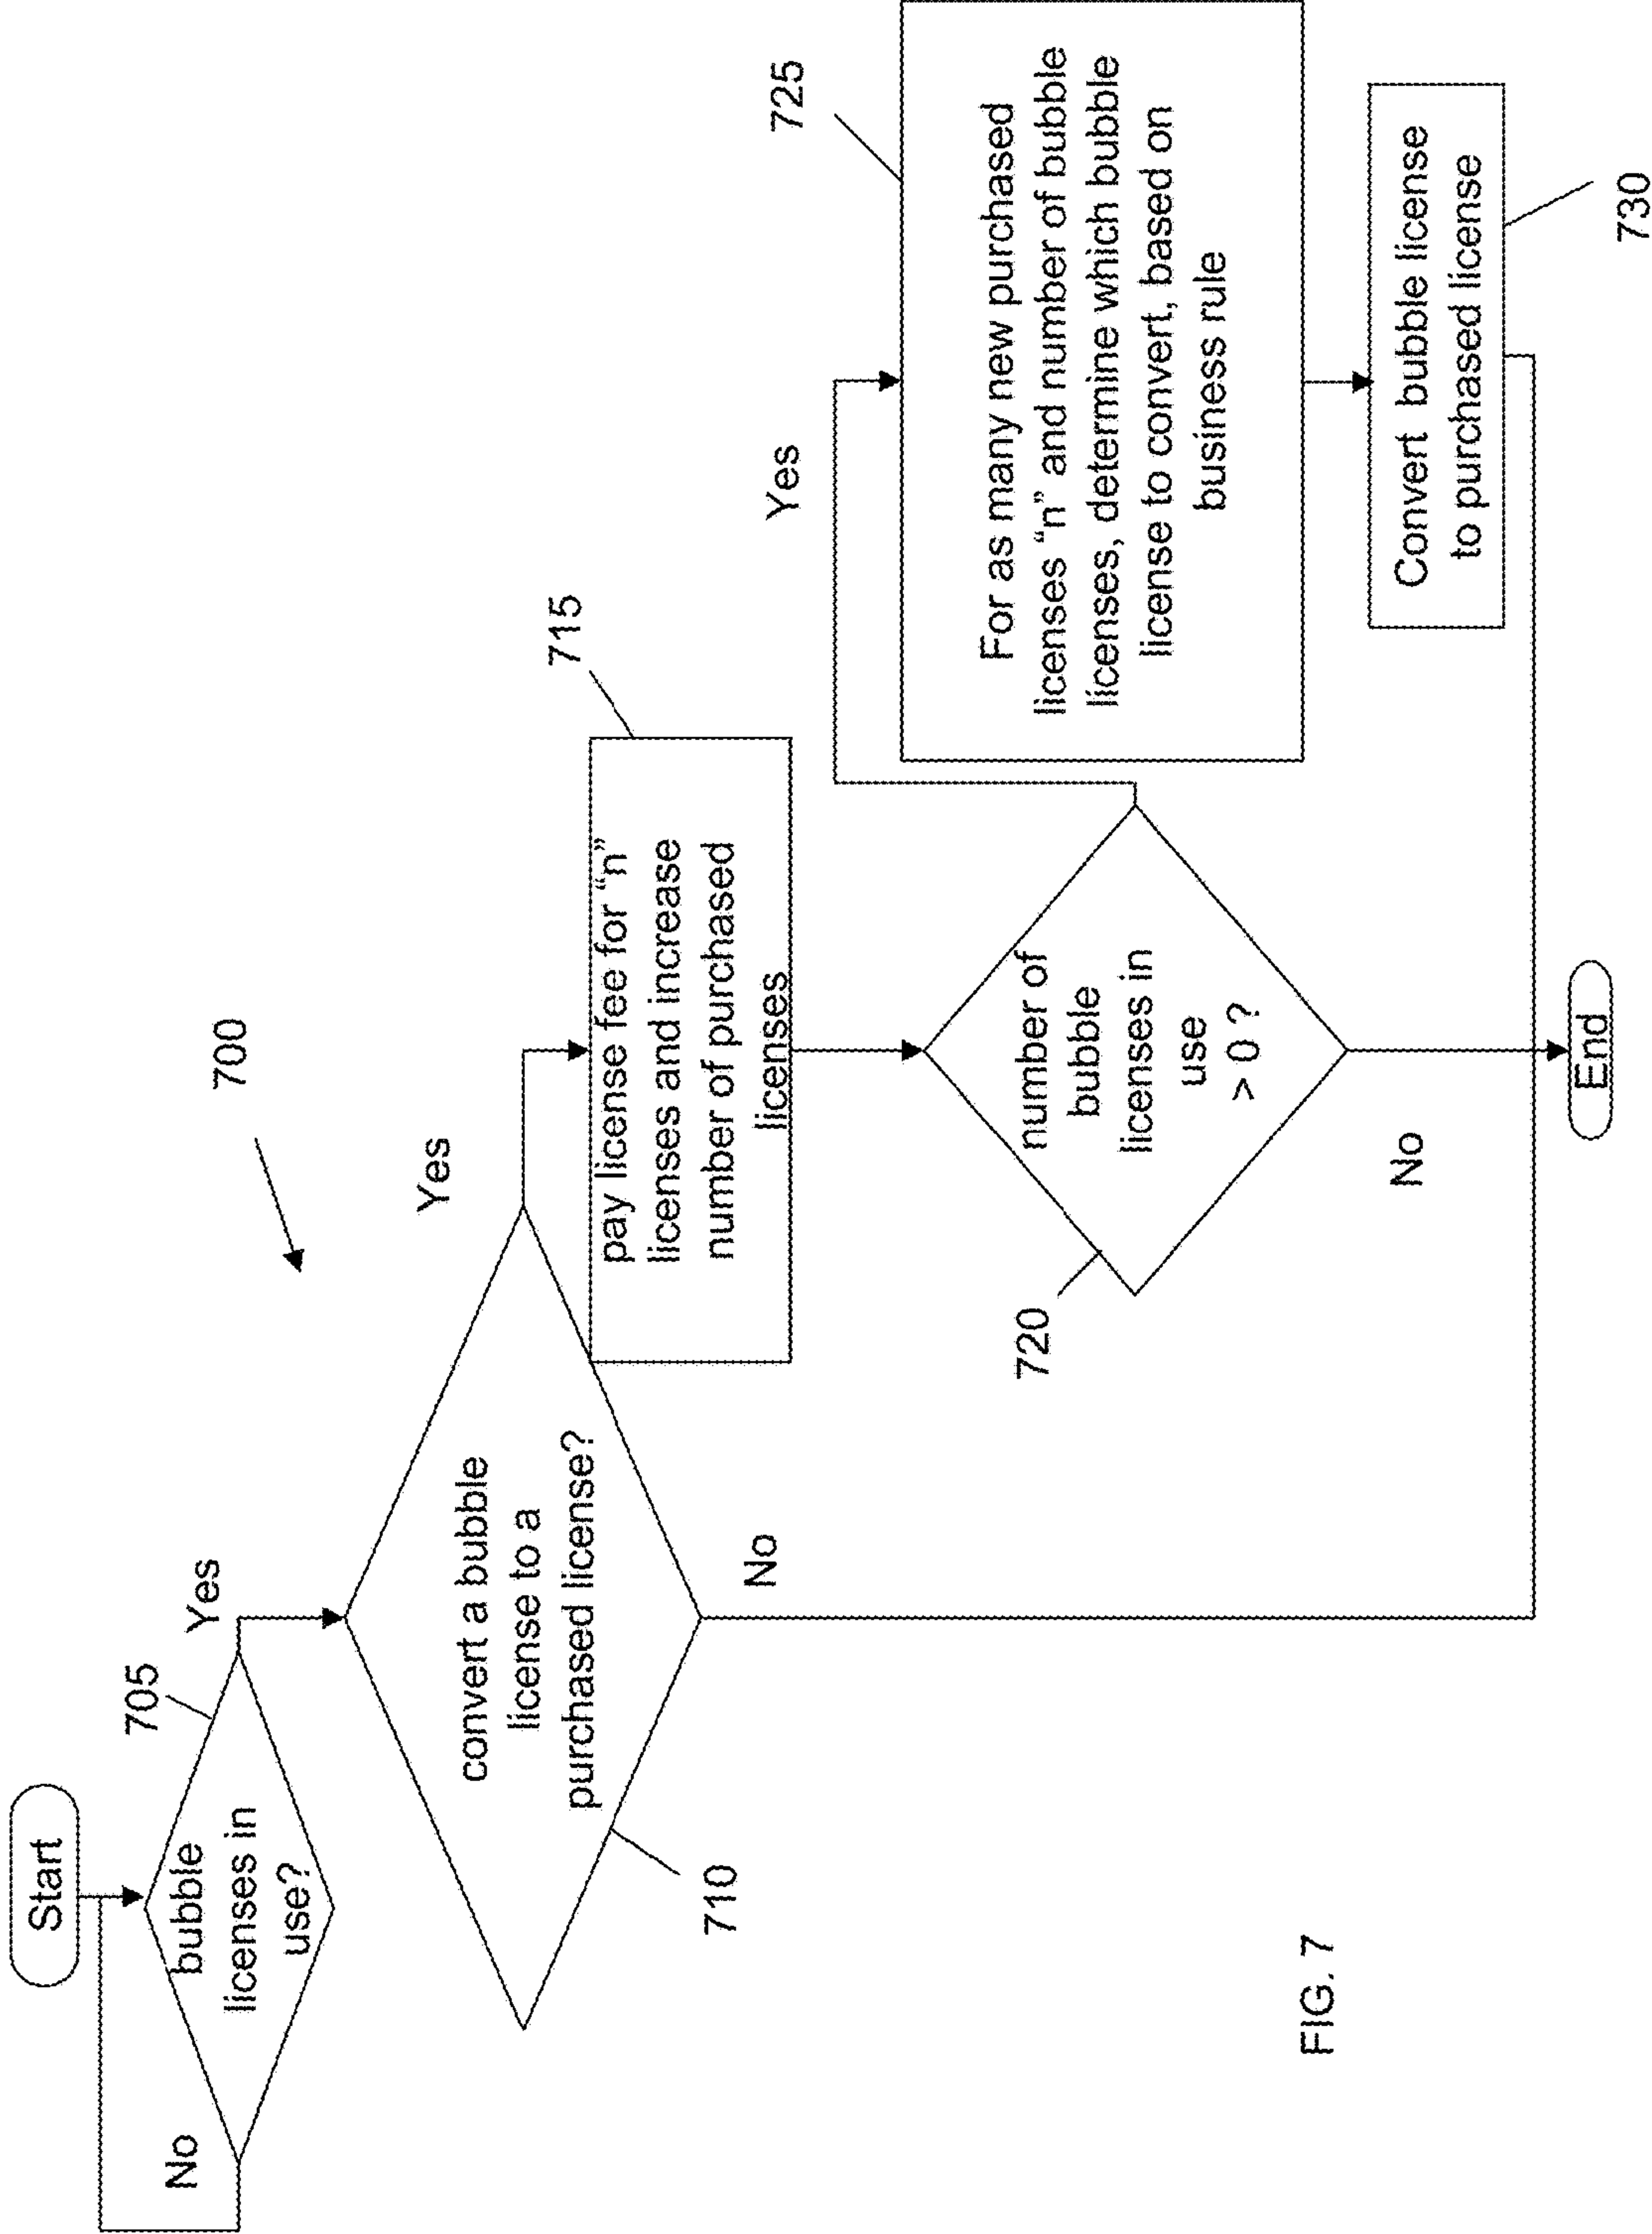 700
Start
705
bubble
licenses in
use?
No
Yes
710
convert a bubble
license to a
purchased license?
Yes
No
715
pay license fee for “n”
licenses and increase
number of purchased
licenses
720
number of
bubble
licenses in
use
> 0 ?
Yes
No
725
For as many new purchased
licenses “n” and number of bubble
licenses, determine which bubble
license to convert, based on
business rule
Convert bubble license
to purchased license
730
End
FIG. 7